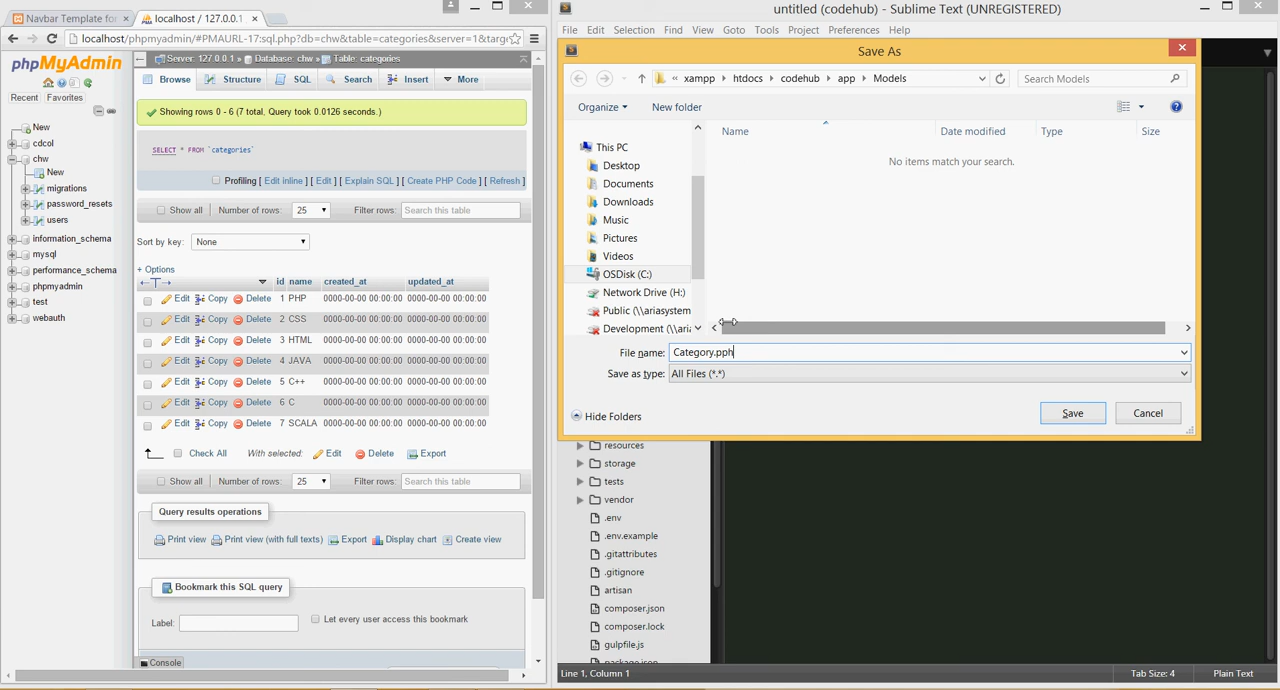 Navbar Template for
localhost / 127.0.0.1
localhost/phpmyadmin/#PMAURL-17:sql.php?db=chw&table=categories&server=1&targ
phpMyAdmin
Recent
Favorites
New
cdcol
chw
New
migrations
password_resets
users
information_schema
mysql
performance_schema
phpmyadmin
test
webauth
Server: 127.0.0.1 » Database: chw » Table: categories
Browse
Structure
SQL
Search
Insert
More
Showing rows 0 - 6 (7 total, Query took 0.0126 seconds.)
SELECT * FROM `categories`
Profiling [ Edit inline ] [ Edit ] [ Explain SQL ] [ Create PHP Code ] [ Refresh ]
Show all
Number of rows:
25
Filter rows:
Search this table
Sort by key:
None
+ Options
id name created_at updated_at
Edit Copy Delete 1 PHP 0000-00-00 00:00:00 0000-00-00 00:00:00
Edit Copy Delete 2 CSS 0000-00-00 00:00:00 0000-00-00 00:00:00
Edit Copy Delete 3 HTML 0000-00-00 00:00:00 0000-00-00 00:00:00
Edit Copy Delete 4 JAVA 0000-00-00 00:00:00 0000-00-00 00:00:00
Edit Copy Delete 5 C++ 0000-00-00 00:00:00 0000-00-00 00:00:00
Edit Copy Delete 6 C 0000-00-00 00:00:00 0000-00-00 00:00:00
Edit Copy Delete 7 SCALA 0000-00-00 00:00:00 0000-00-00 00:00:00
Check All
With selected:
Edit
Delete
Export
Show all
Number of rows:
25
Filter rows:
Search this table
Query results operations
Print view
Print view (with full texts)
Export
Display chart
Create view
Bookmark this SQL query
Label:
Let every user access this bookmark
Console
untitled (codehub) - Sublime Text (UNREGISTERED)
File Edit Selection Find View Goto Tools Project Preferences Help
Save As
« xampp
htdocs
codehub
app
Models
Search Models
Organize
New folder
Name
Date modified
Type
Size
No items match your search.
This PC
Desktop
Documents
Downloads
Music
Pictures
Videos
OSDisk (C:)
Network Drive (H:)
Public (\\ariasystem
Development (\\aria
File name:
Category.pph
Save as type:
All Files (*.*)
Hide Folders
Save
Cancel
resources
storage
tests
vendor
.env
.env.example
.gitattributes
.gitignore
artisan
composer.json
composer.lock
gulpfile.js
package.json
Line 1, Column 1
Tab Size: 4
Plain Text